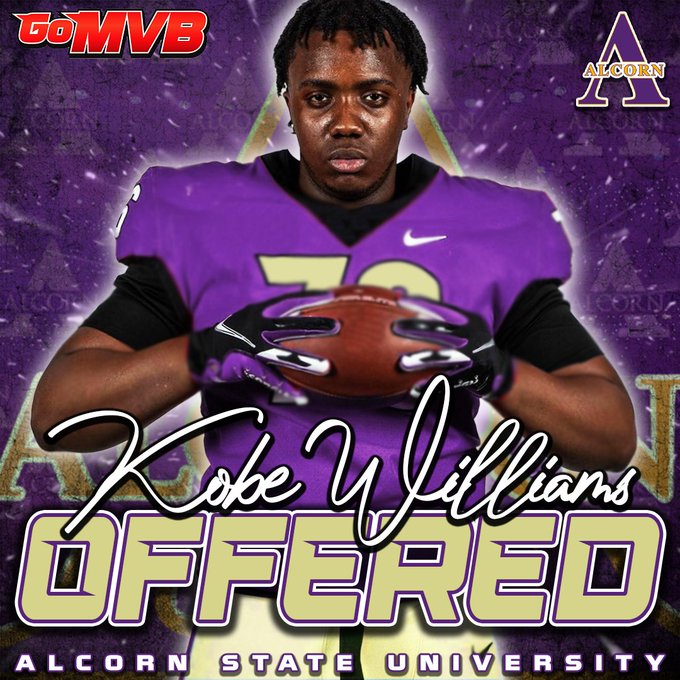 GoMVB
ALCORN
A
Kobe Williams
OFFERED
ALCORN STATE UNIVERSITY